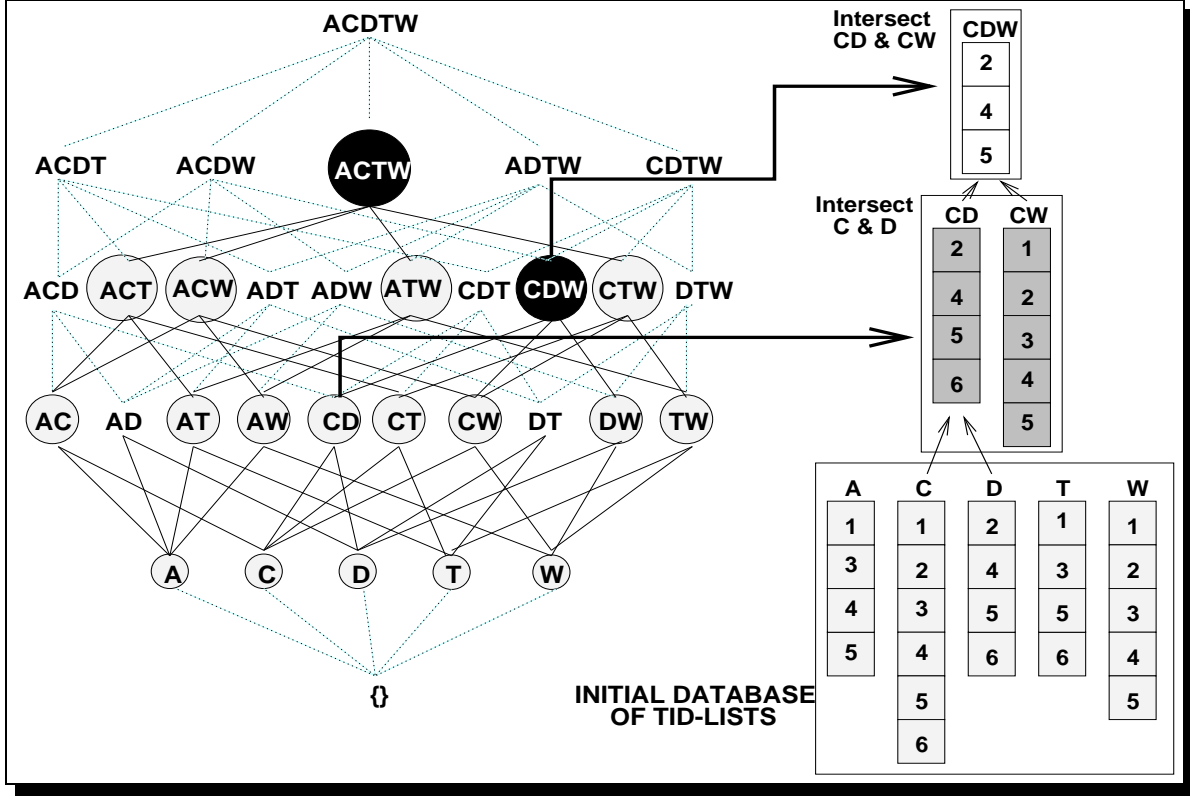 ACDTW
ACDT ACDW ACTW ADTW CDTW
ACD ACT ACW ADT ADW ATW CDT CDW CTW DTW
AC AD AT AW CD CT CW DT DW TW
A C D T W
{}
Intersect
CD & CW
CDW
2
4
5
Intersect
C & D
CD CW
2 1
4 2
5 3
6 4
5
INITIAL DATABASE
OF TID-LISTS
A C D T W
1 1 2 1 1
3 2 4 3 2
4 3 5 5 3
5 4 6 6 4
5 5
6